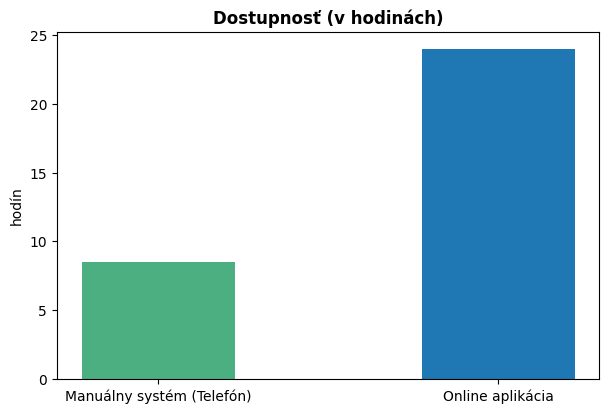 Dostupnosť (v hodinách)
25
20
15
10
5
0
hodín
Manuálny systém (Telefón)
Online aplikácia